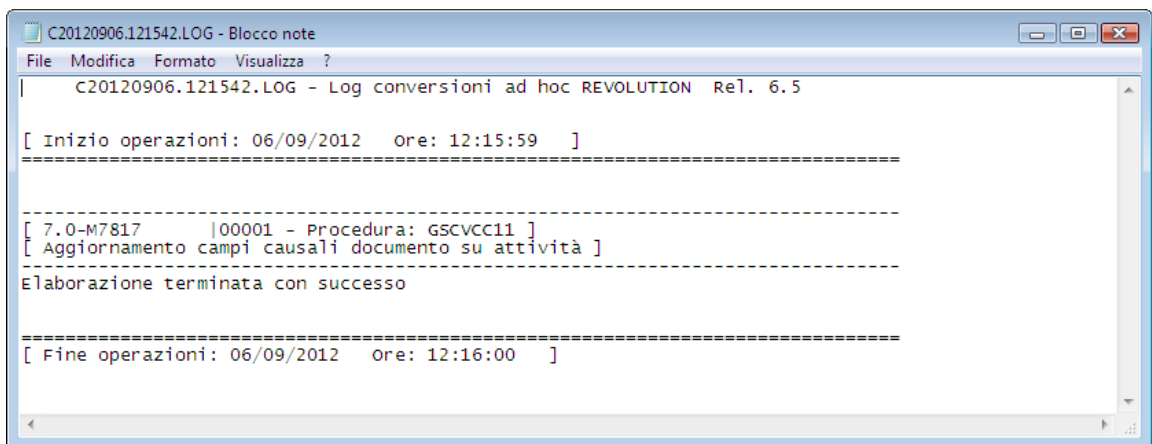 C20120906.121542.LOG - Blocco note
File Modifica Formato Visualizza ?
C20120906.121542.LOG - Log conversioni ad hoc REVOLUTION Rel. 6.5
[ Inizio operazioni: 06/09/2012 Ore: 12:15:59 ]
================================================================================
--------------------------------------------------------------------------------
[ 7.0-M7817 |00001 - Procedura: GSCVCC11 ]
[ Aggiornamento campi causali documento su attività ]
--------------------------------------------------------------------------------
Elaborazione terminata con successo
================================================================================
[ Fine operazioni: 06/09/2012 Ore: 12:16:00 ]